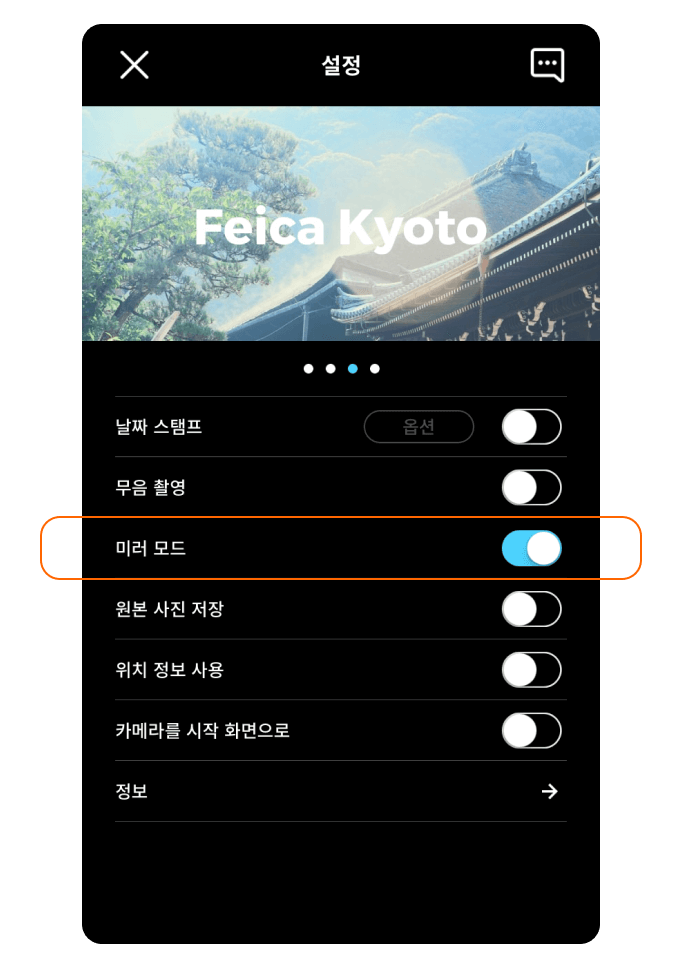 설정
Feica Kyoto
날짜 스탬프 옵션
무음 촬영
미러 모드
원본 사진 저장
위치 정보 사용
카메라를 시작 화면으로
정보